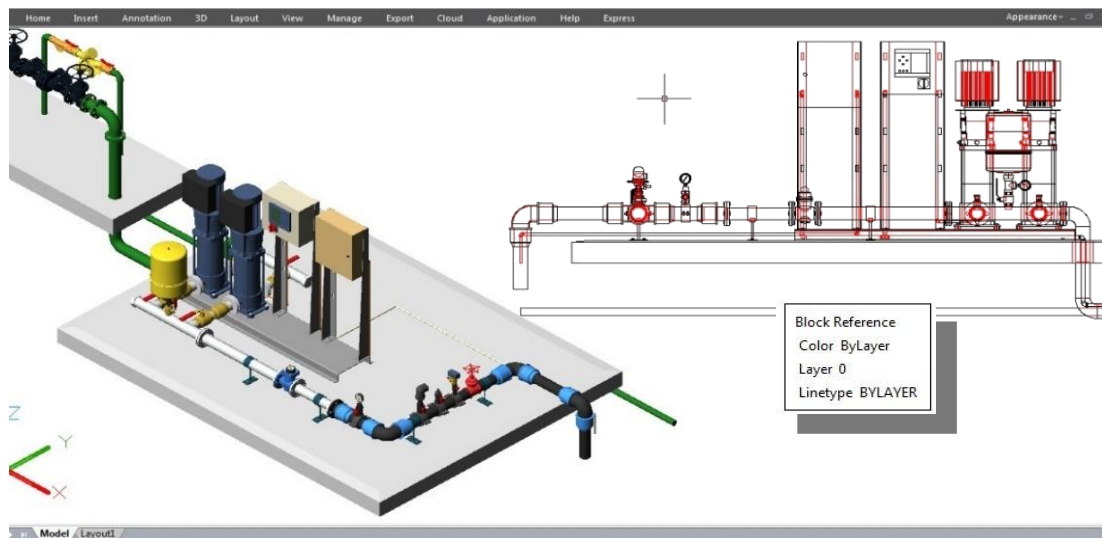 Home Insert Annotation 3D Layout View Manage Export Cloud Application Help Express Appearance
Block Reference
Color ByLayer
Layer 0
Linetype BYLAYER
Z
Y
X
Model Layout1